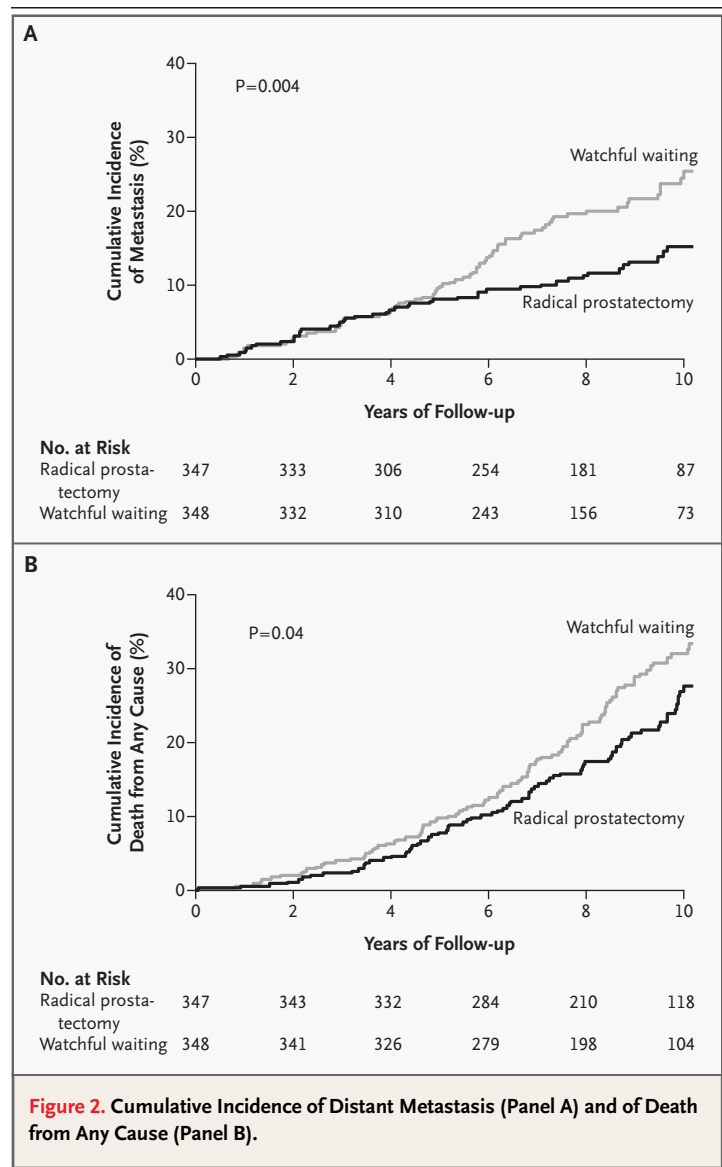 A
40
30
20
10
0
P=0.004
Cumulative Incidence
of Metastasis (%)
Watchful waiting
Radical prostatectomy
0 2 4 6 8 10
Years of Follow-up
No. at Risk
Radical prosta-
tectomy
347 333 306 254 181 87
Watchful waiting 348 332 310 243 156 73
B
40
30
20
10
0
P=0.04
Cumulative Incidence of
Death from Any Cause (%)
Watchful waiting
Radical prostatectomy
0 2 4 6 8 10
Years of Follow-up
No. at Risk
Radical prosta-
tectomy
347 343 332 284 210 118
Watchful waiting 348 341 326 279 198 104
Figure 2. Cumulative Incidence of Distant Metastasis (Panel A) and of Death
from Any Cause (Panel B).